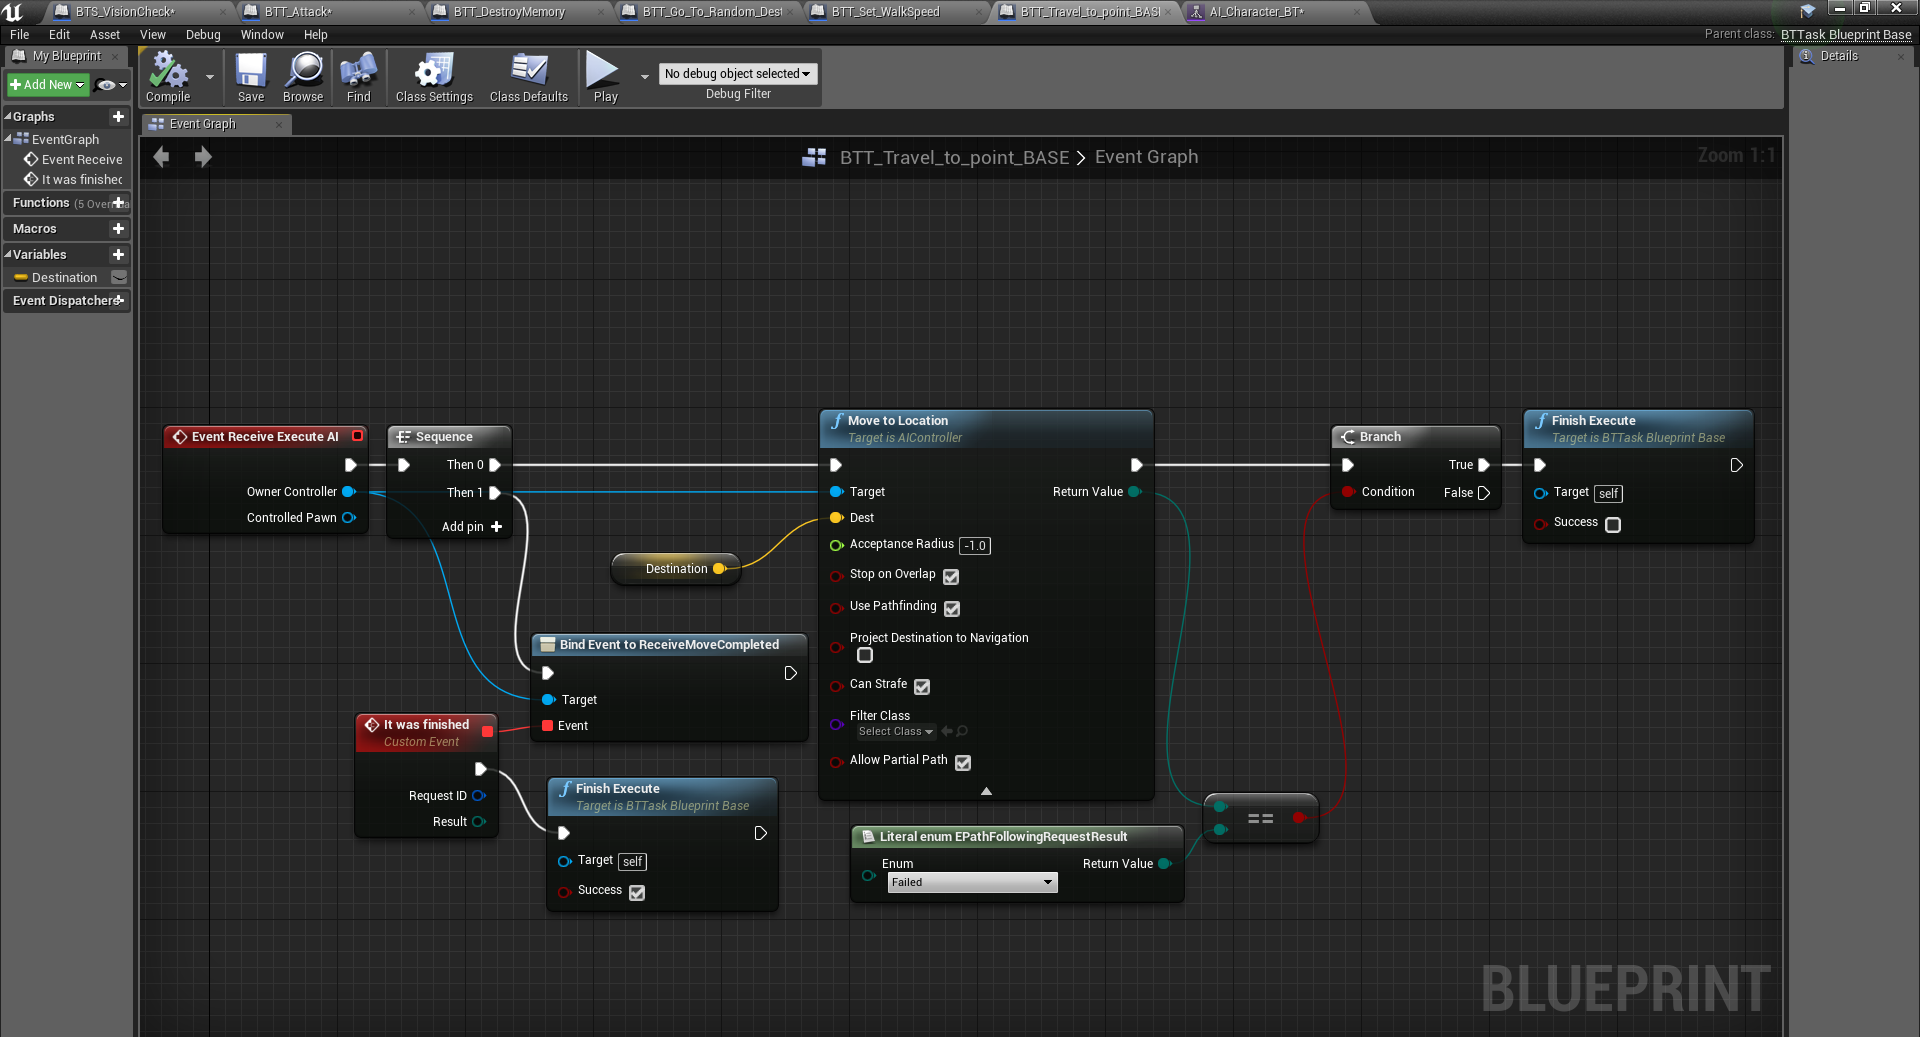 BTS_VisionCheck*
BTT_Attack*
BTT_DestroyMemory
BTT_Go_To_Random_Dest
BTT_Set_WalkSpeed
BTT_Travel_to_point_BASE
AI_Character_BT*
File Edit Asset View Debug Window Help
Parent class: BTTask Blueprint Base
My Blueprint
Details
Add New
Compile
Save
Browse
Find
Class Settings
Class Defaults
Play
No debug object selected
Debug Filter
Graphs
EventGraph
Event Receive
It was finished
Functions (5 Overrida
Macros
Variables
Destination
Event Dispatchers
Event Graph
BTT_Travel_to_point_BASE > Event Graph
Zoom 1:1
Event Receive Execute AI
Owner Controller
Controlled Pawn
Sequence
Then 0
Then 1
Add pin +
Destination
Bind Event to ReceiveMoveCompleted
Target
Event
It was finished
Custom Event
Request ID
Result
Finish Execute
Target is BTTask Blueprint Base
Target self
Success
Move to Location
Target is AIController
Target
Return Value
Dest
Acceptance Radius -1.0
Stop on Overlap
Use Pathfinding
Project Destination to Navigation
Can Strafe
Filter Class
Select Class
Allow Partial Path
Literal enum EPathFollowingRequestResult
Enum
Return Value
Failed
==
Branch
True
Condition
False
Finish Execute
Target is BTTask Blueprint Base
Target self
Success
BLUEPRINT